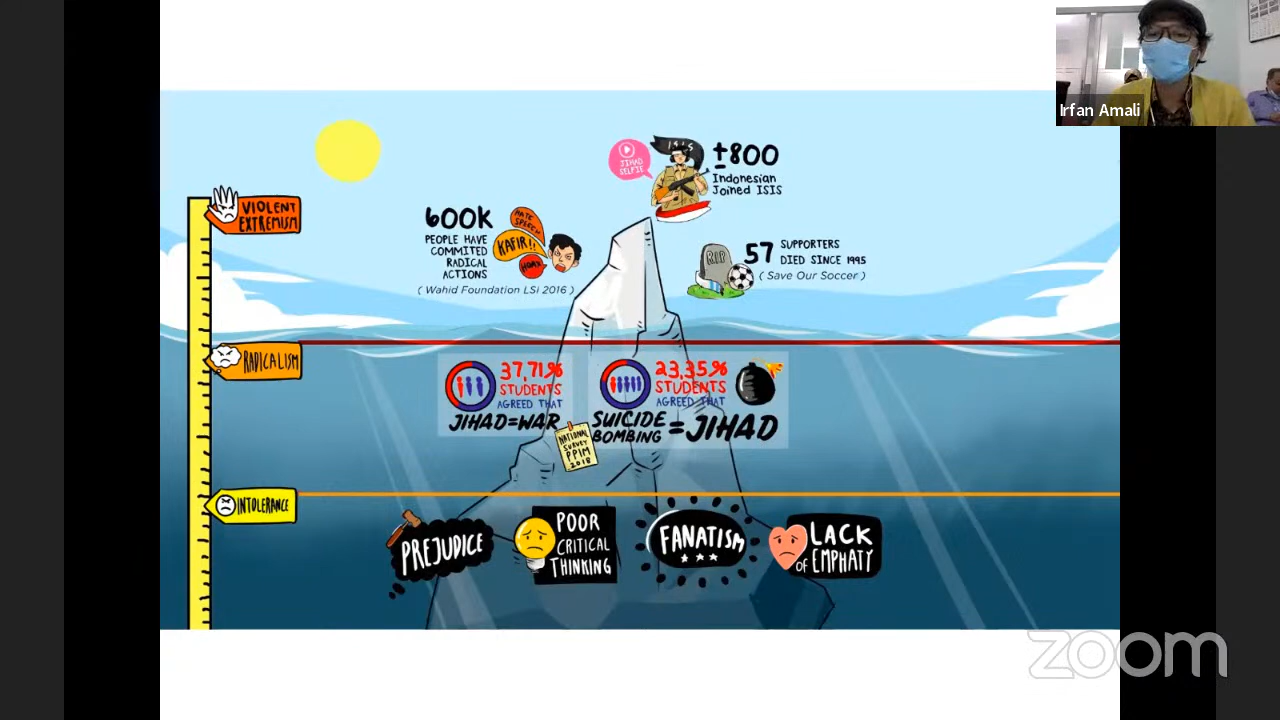 Irfan Amali
VIOLENT
EXTREMISM
600K
PEOPLE HAVE
COMMITED
RADICAL
ACTIONS
( Wahid Foundation LSi 2016 )
HATE
SPEECH
KAFIR!!
HOAX
JIHAD
SELFIE
ISIS
±800
Indonesian
Joined ISIS
RIP
57 SUPPORTERS
DIED SINCE 1995
( Save Our Soccer )
RADICALISM
37,71%
STUDENTS
AGREED THAT
JIHAD=WAR
23,35%
STUDENTS
AGREED THAT
SUICIDE
BOMBING = JIHAD
NATIONAL
SURVEY
PPIM
2018
INTOLERANCE
PREJUDICE
POOR
CRITICAL
THINKING
FANATISM
LACK
OF EMPHATY
zoom